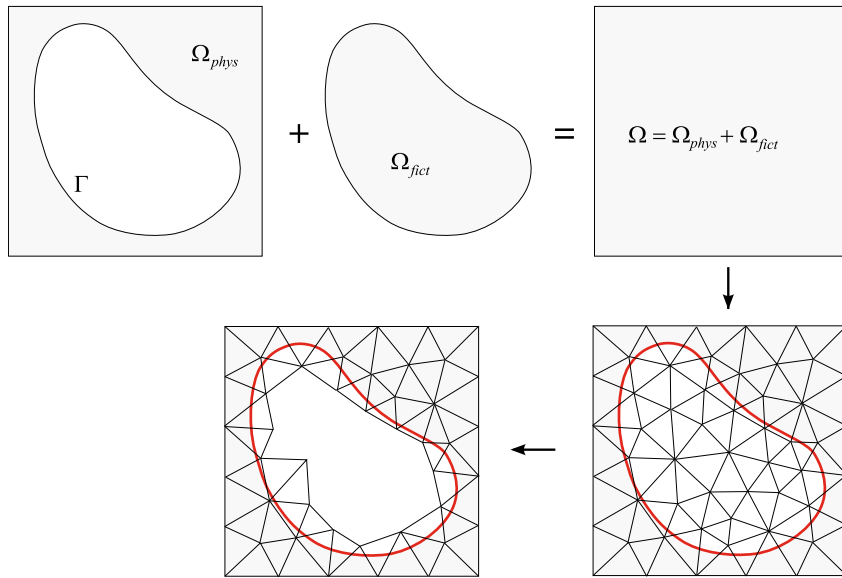 Ω_phys
Γ
+
Ω_fict
=
Ω = Ω_phys + Ω_fict